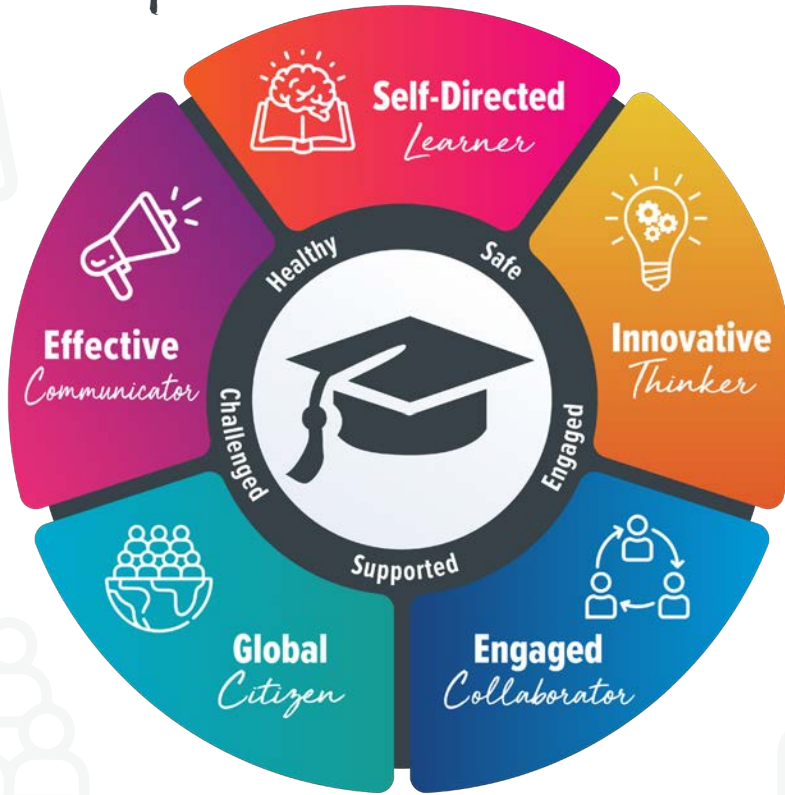 Self-Directed
Learner
Innovative
Thinker
Engaged
Collaborator
Global
Citizen
Effective
Communicator
Healthy
Safe
Engaged
Supported
Challenged